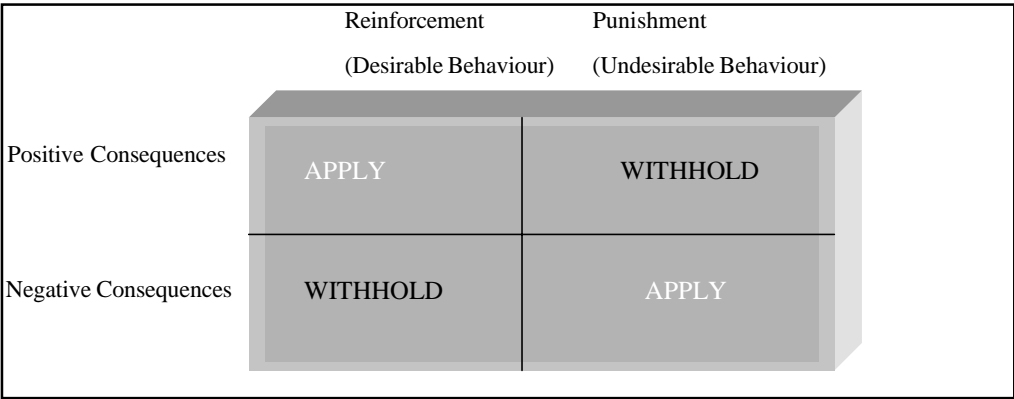 Reinforcement Punishment
(Desirable Behaviour) (Undesirable Behaviour)
Positive Consequences APPLY WITHHOLD
Negative Consequences WITHHOLD APPLY